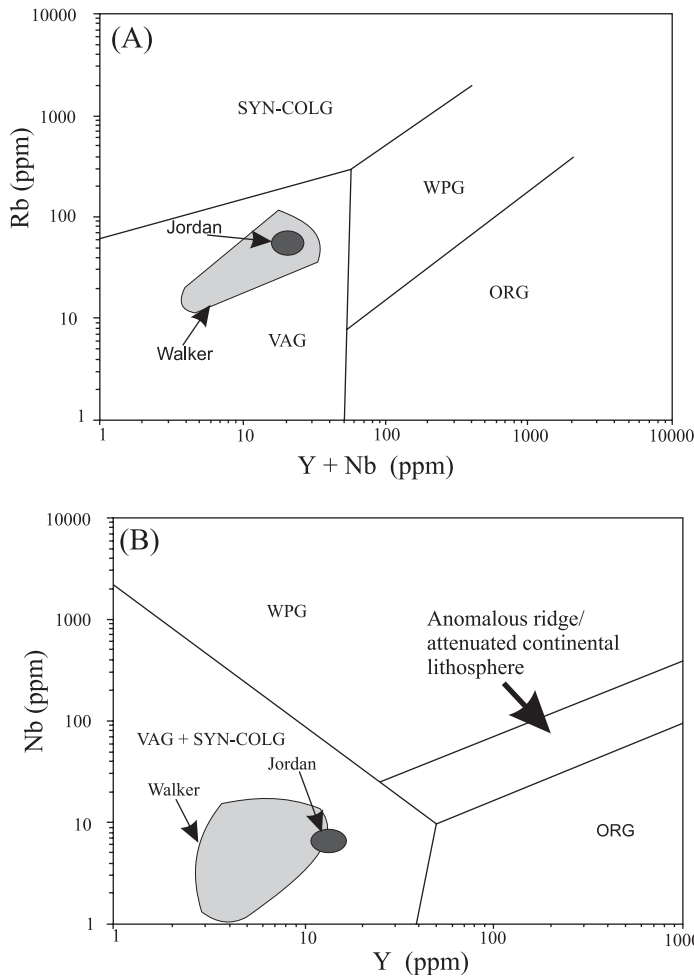 (A)
10000
1000
100
10
1
Rb (ppm)
SYN-COLG
WPG
Jordan
ORG
Walker
VAG
1
10
100
1000
10000
Y + Nb (ppm)
(B)
10000
1000
100
10
1
Nb (ppm)
WPG
Anomalous ridge/
attenuated continental
lithosphere
VAG + SYN-COLG
Jordan
Walker
ORG
1
10
100
1000
Y (ppm)